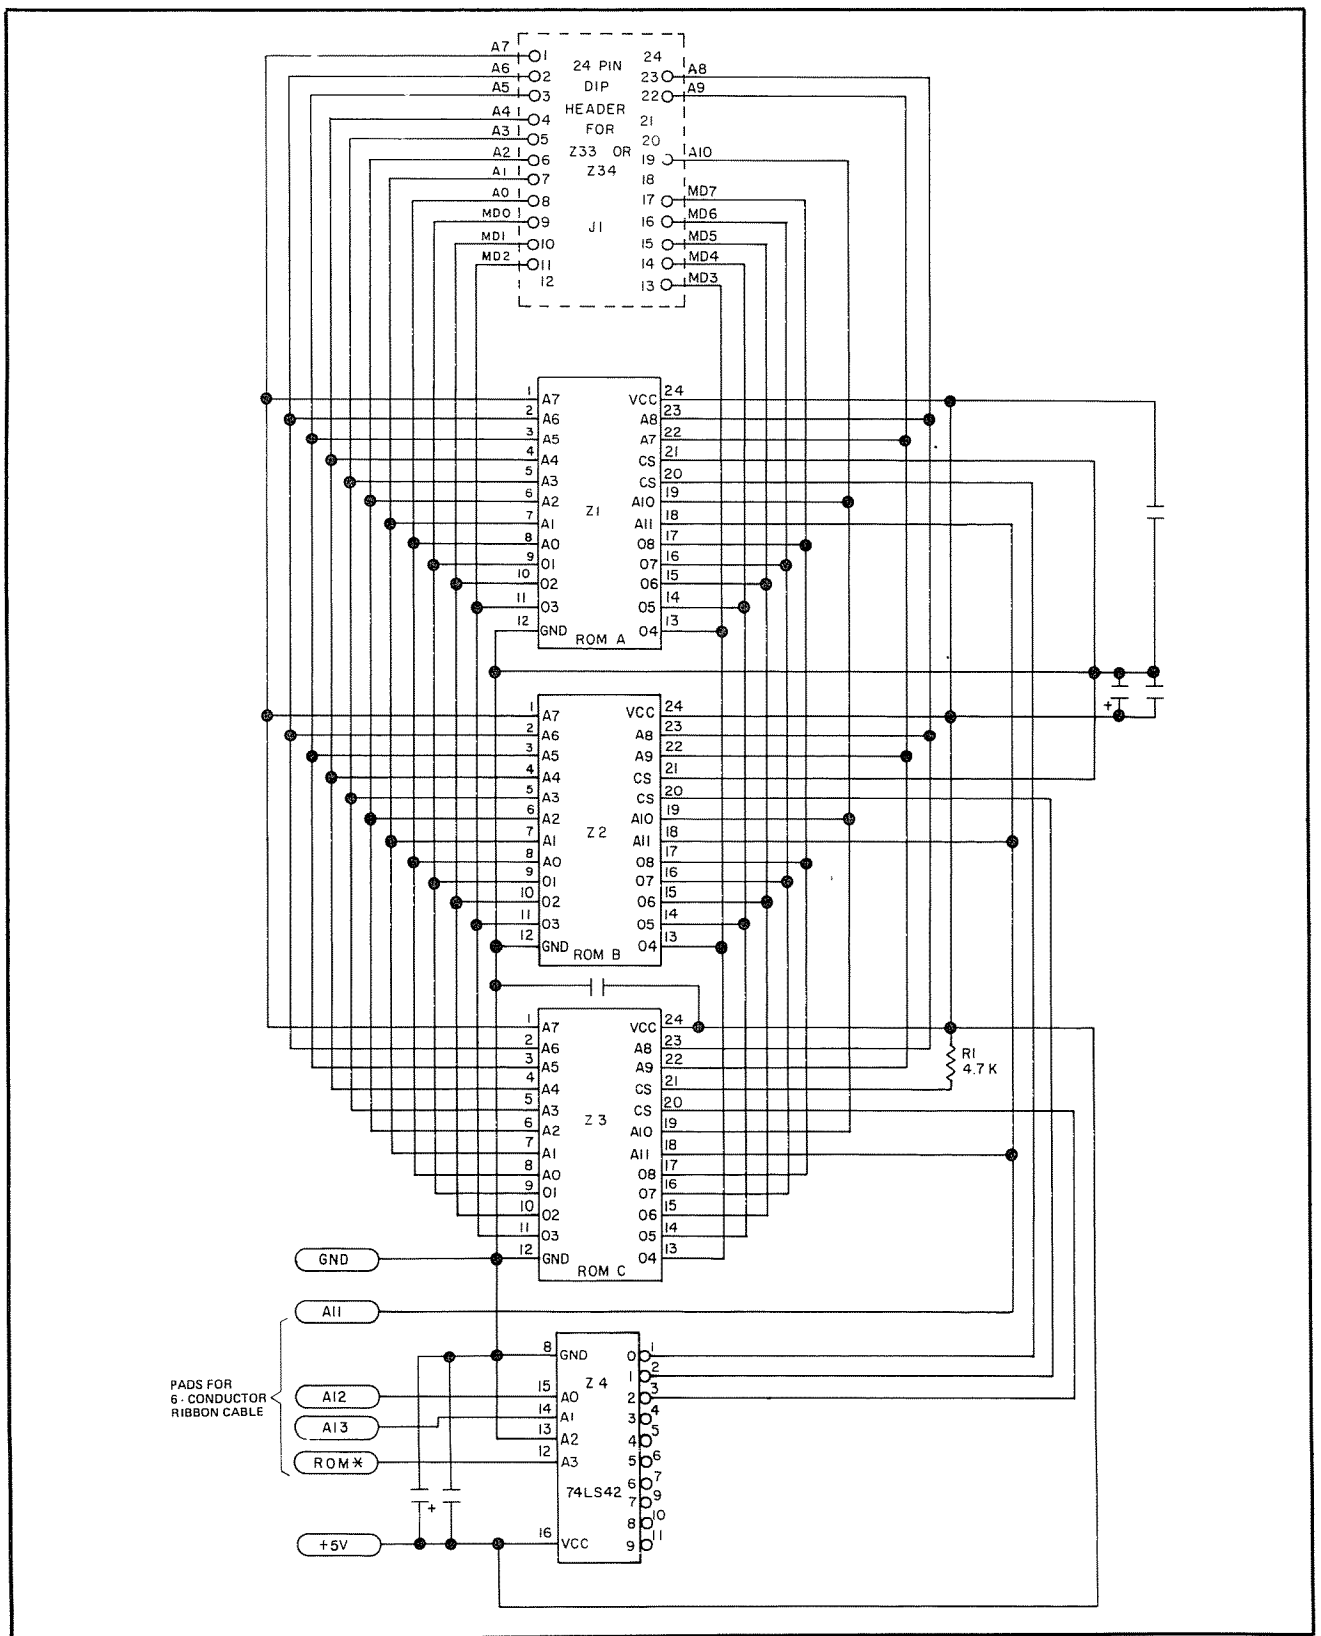 A7 1 24
A6 2 24 PIN 23 A8
A5 3 DIP 22 A9
A4 4 HEADER 21
A3 5 FOR 20
A2 6 Z33 OR 19 A10
A1 7 Z34 18
A0 8 17 MD7
MD0 9 J1 16 MD6
MD1 10 15 MD5
MD2 11 14 MD4
12 13 MD3
1 A7 VCC 24
2 A6 A8 23
3 A5 A7 22
4 A4 CS 21
5 A3 CS 20
6 A2 Z1 A10 19
7 A1 A11 18
8 A0 O8 17
9 O1 O7 16
10 O2 O6 15
11 O3 O5 14
12 GND O4 13
ROM A
1 A7 VCC 24
+
2 A6 A8 23
3 A5 A9 22
4 A4 CS 21
5 A3 CS 20
6 A2 Z2 A10 19
7 A1 A11 18
8 A0 O8 17
9 O1 O7 16
10 O2 O6 15
11 O3 O5 14
12 GND O4 13
ROM B
1 A7 VCC 24
2 A6 A8 23
3 A5 A9 22
R1
4.7 K
4 A4 CS 21
5 A3 CS 20
6 A2 Z3 A10 19
7 A1 A11 18
8 A0 O8 17
9 O1 O7 16
10 O2 O6 15
11 O3 O5 14
12 GND O4 13
ROM C
GND
A11
PADS FOR
6-CONDUCTOR
RIBBON CABLE
A12
A13
ROM*
+5V
8 GND 0 1
Z4 1 2
15 A0 2 3
14 A1 3 4
13 A2 4 5
12 A3 5 6
6 7
74LS42 7 9
+
8 10
16 VCC 9 11